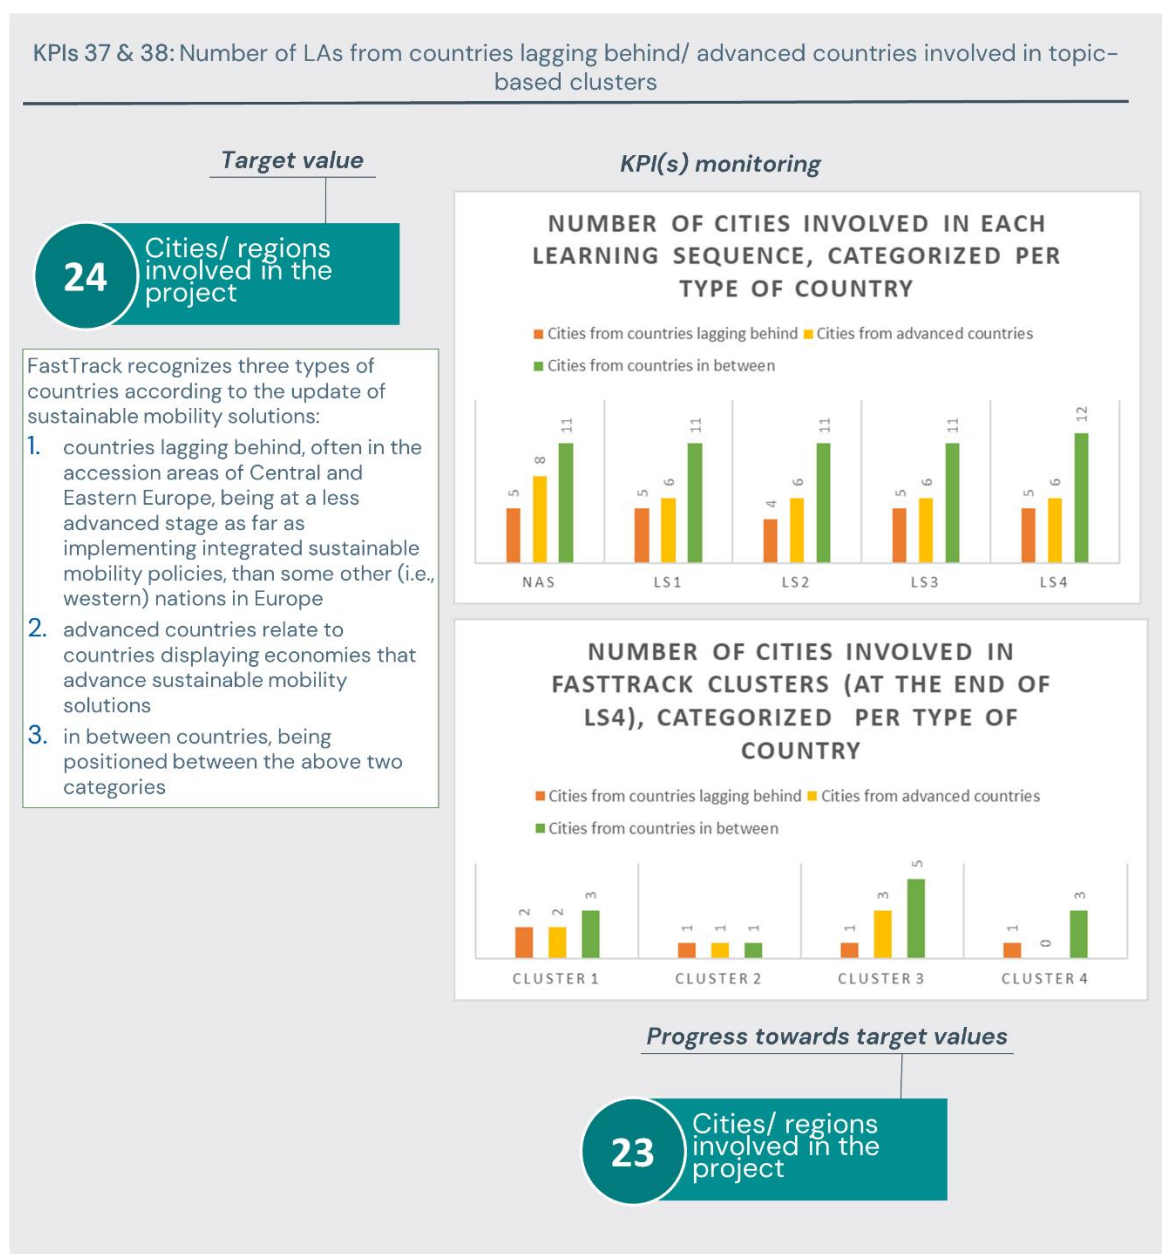 KPIs 37 & 38: Number of LAs from countries lagging behind/ advanced countries involved in topic-
based clusters
Target value
24
Cities/ regions
involved in the
project
FastTrack recognizes three types of
countries according to the update of
sustainable mobility solutions:
1. countries lagging behind, often in the
accession areas of Central and
Eastern Europe, being at a less
advanced stage as far as
implementing integrated sustainable
mobility policies, than some other (i.e.,
western) nations in Europe
2. advanced countries relate to
countries displaying economies that
advance sustainable mobility
solutions
3. in between countries, being
positioned between the above two
categories
KPI(s) monitoring
NUMBER OF CITIES INVOLVED IN EACH
LEARNING SEQUENCE, CATEGORIZED PER
TYPE OF COUNTRY
Cities from countries lagging behind Cities from advanced countries
Cities from countries in between
5 8 11 5 6 11 4 6 11 5 6 11 5 6 12
NAS LS1 LS2 LS3 LS4
NUMBER OF CITIES INVOLVED IN
FASTTRACK CLUSTERS (AT THE END OF
LS4), CATEGORIZED PER TYPE OF
COUNTRY
Cities from countries lagging behind Cities from advanced countries
Cities from countries in between
2 2 3 1 1 1 1 3 5 1 0 3
CLUSTER 1 CLUSTER 2 CLUSTER 3 CLUSTER 4
Progress towards target values
23
Cities/ regions
involved in the
project